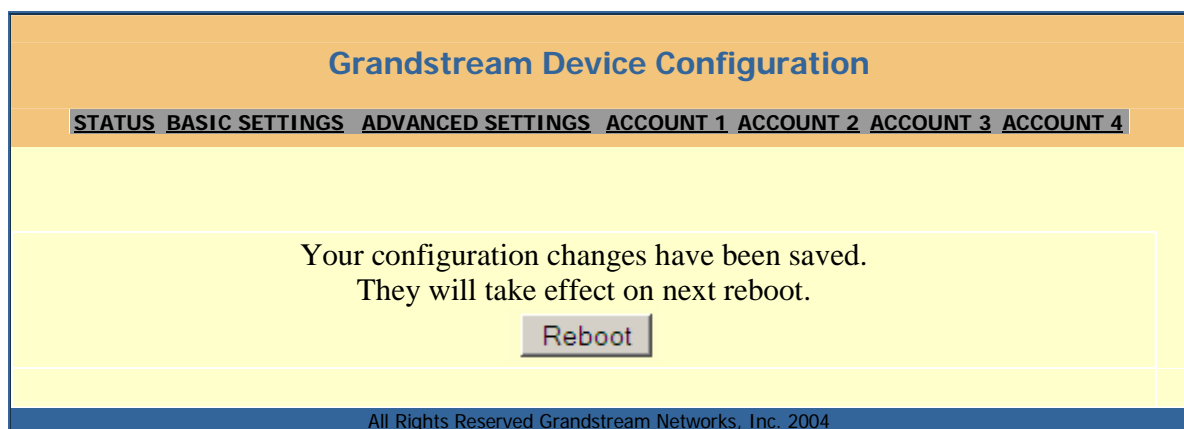 Grandstream Device Configuration
STATUS BASIC SETTINGS ADVANCED SETTINGS ACCOUNT 1 ACCOUNT 2 ACCOUNT 3 ACCOUNT 4
Your configuration changes have been saved.
They will take effect on next reboot.
Reboot
All Rights Reserved Grandstream Networks, Inc. 2004